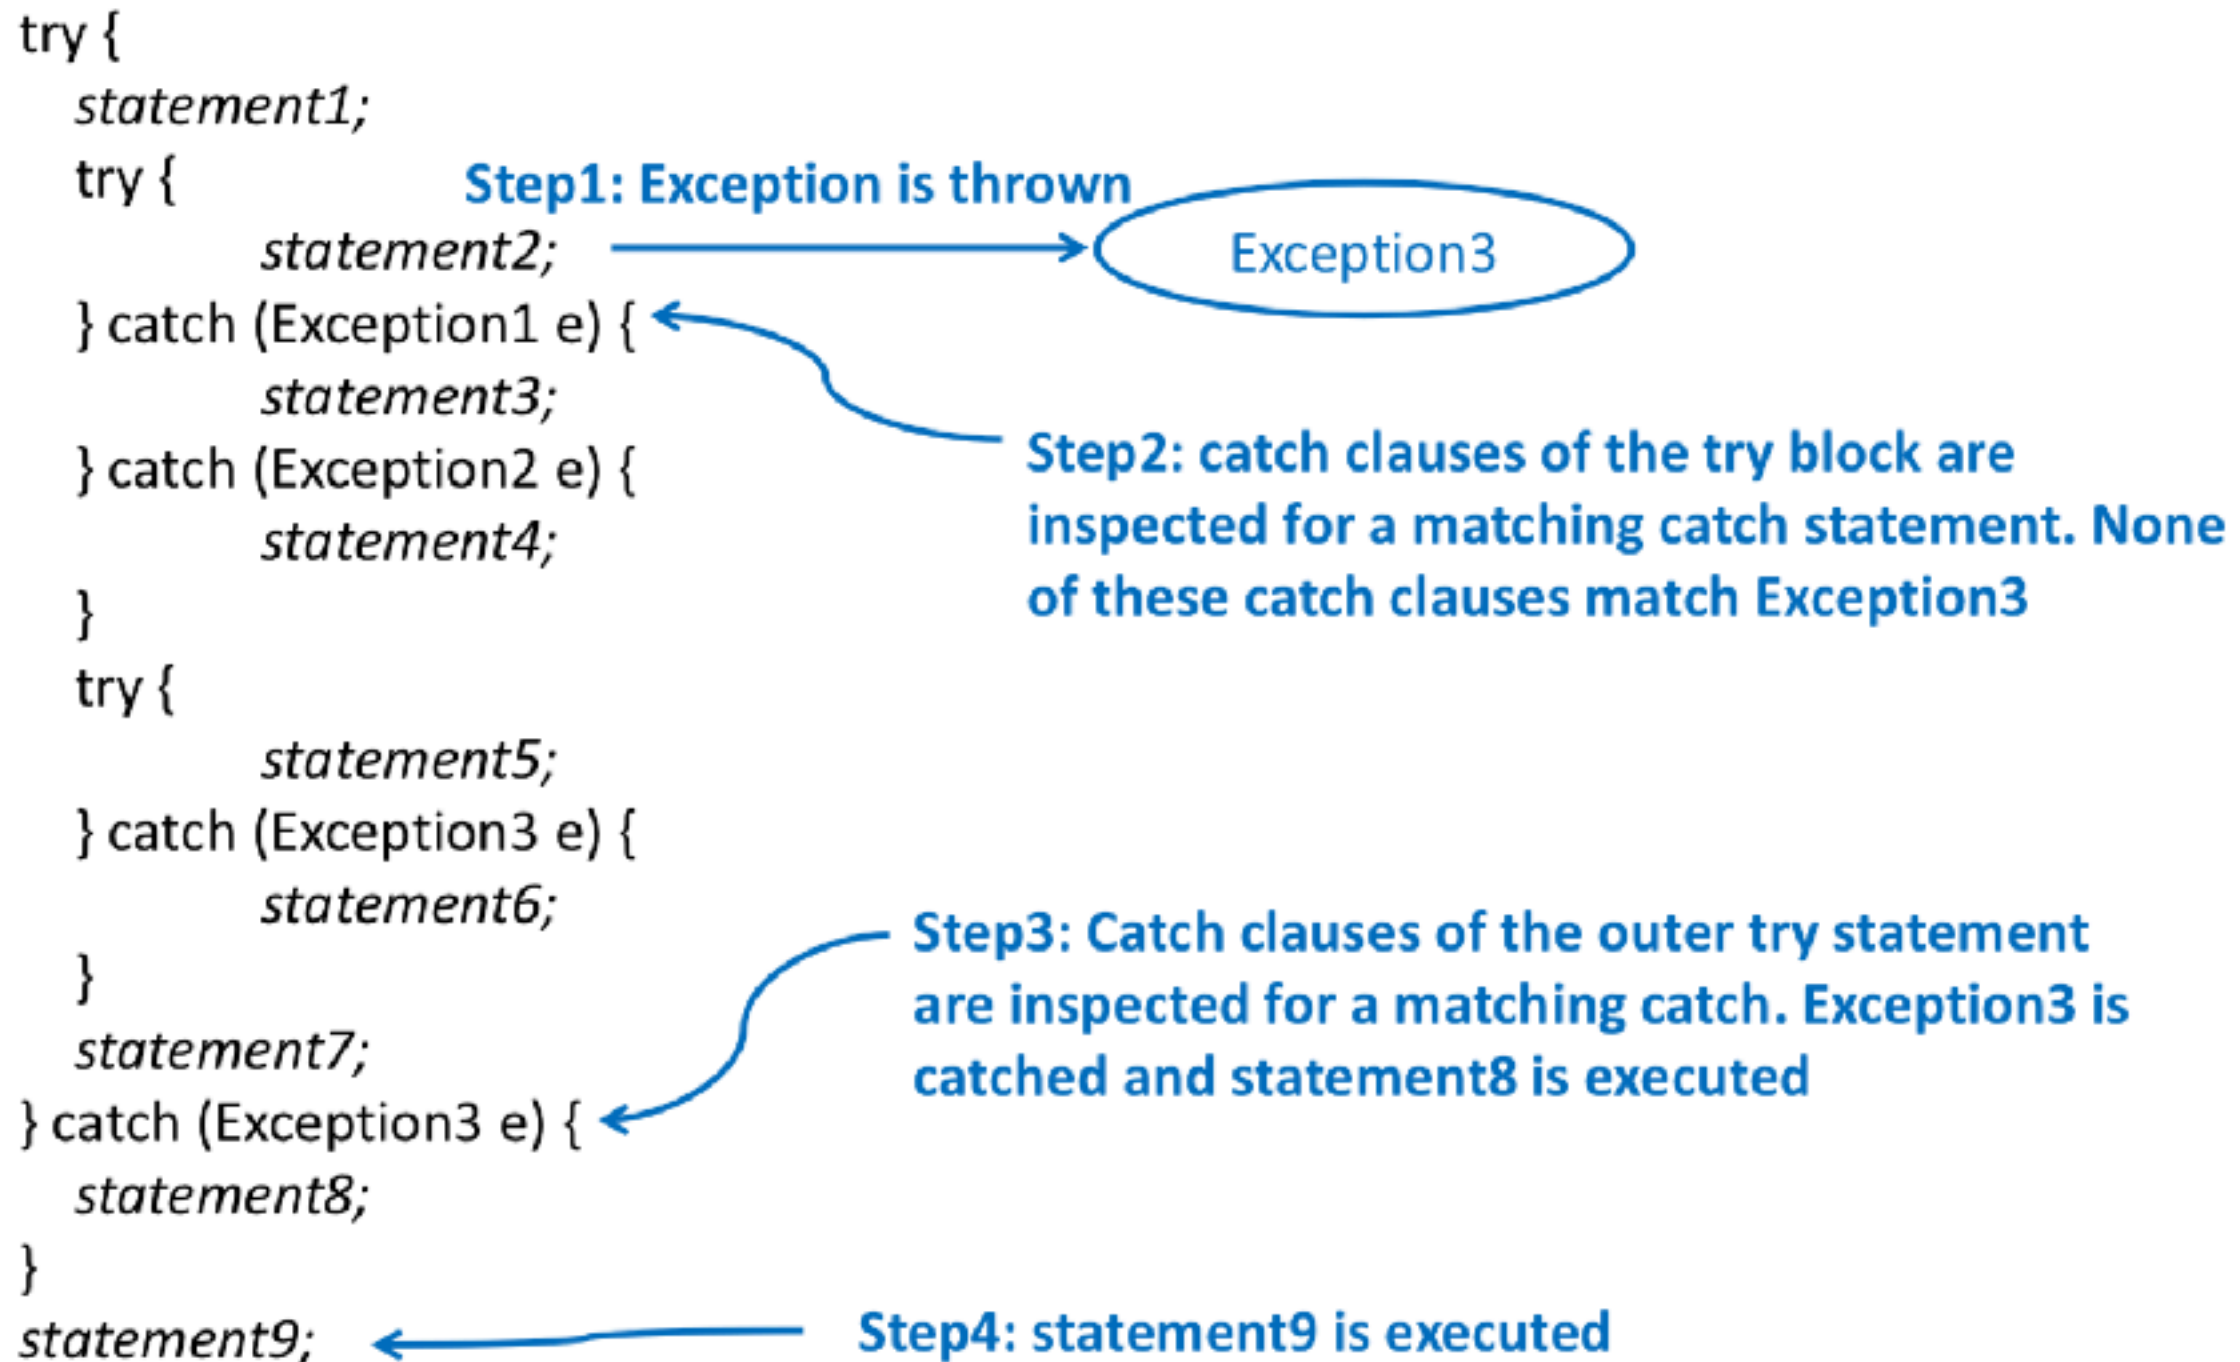 try {
statement1;
try {
Step1: Exception is thrown
statement2;
Exception3
} catch (Exception1 e) {
statement3;
} catch (Exception2 e) {
statement4;
}
Step2: catch clauses of the try block are
inspected for a matching catch statement. None
of these catch clauses match Exception3
try {
statement5;
} catch (Exception3 e) {
statement6;
}
statement7;
} catch (Exception3 e) {
statement8;
}
Step3: Catch clauses of the outer try statement
are inspected for a matching catch. Exception3 is
catched and statement8 is executed
statement9;
Step4: statement9 is executed